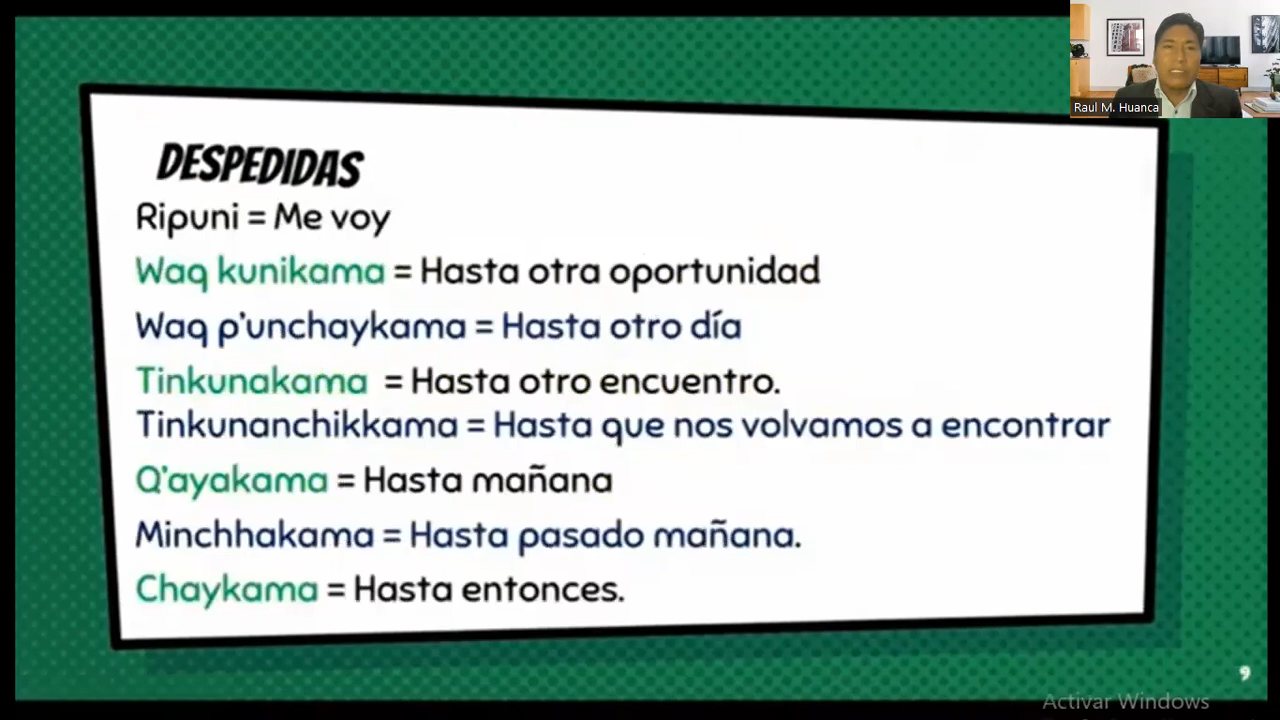 Raul M. Huanca
DESPEDIDAS
Ripuni = Me voy
Waq kunikama = Hasta otra oportunidad
Waq p'unchaykama = Hasta otro día
Tinkunakama = Hasta otro encuentro.
Tinkunanchikkama = Hasta que nos volvamos a encontrar
Q'ayakama = Hasta mañana
Minchhakama = Hasta pasado mañana.
Chaykama = Hasta entonces.
9
Activar Windows